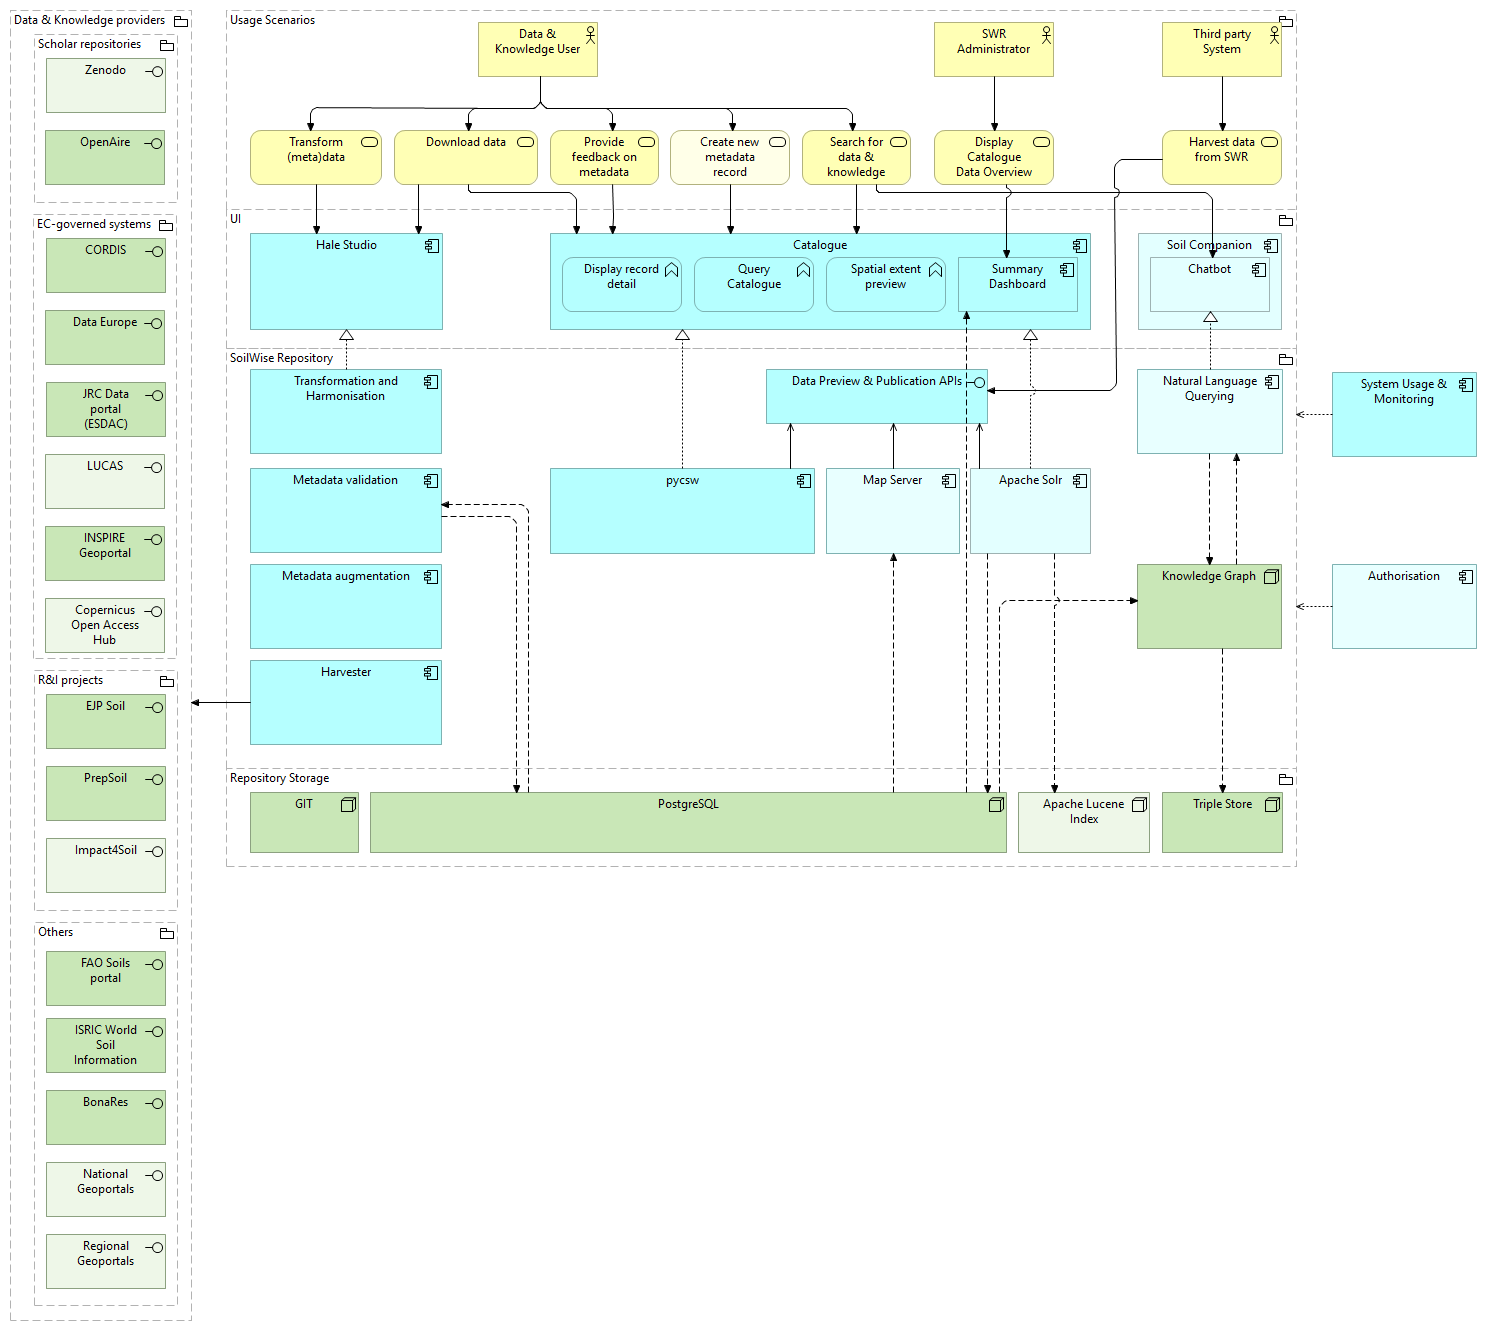 Data & Knowledge providers
Scholar repositories
Zenodo
OpenAire
EC-governed systems
CORDIS
Data Europe
JRC Data
portal
(ESDAC)
LUCAS
INSPIRE
Geoportal
Copernicus
Open Access
Hub
R&I projects
EJP Soil
PrepSoil
Impact4Soil
Others
FAO Soils
portal
ISRIC World
Soil
Information
BonaRes
National
Geoportals
Regional
Geoportals
Usage Scenarios
Data &
Knowledge User
SWR
Administrator
Third party
System
Transform
(meta)data
Download data
Provide
feedback on
metadata
Create new
metadata
record
Search for
data &
knowledge
Display
Catalogue
Data Overview
Harvest data
from SWR
UI
Hale Studio
Catalogue
Display record
detail
Query
Catalogue
Spatial extent
preview
Summary
Dashboard
Soil Companion
Chatbot
SoilWise Repository
Transformation and
Harmonisation
Data Preview & Publication APIs
Natural Language
Querying
System Usage &
Monitoring
Metadata validation
pycsw
Map Server
Apache Solr
Metadata augmentation
Knowledge Graph
Authorisation
Harvester
Repository Storage
GIT
PostgreSQL
Apache Lucene
Index
Triple Store